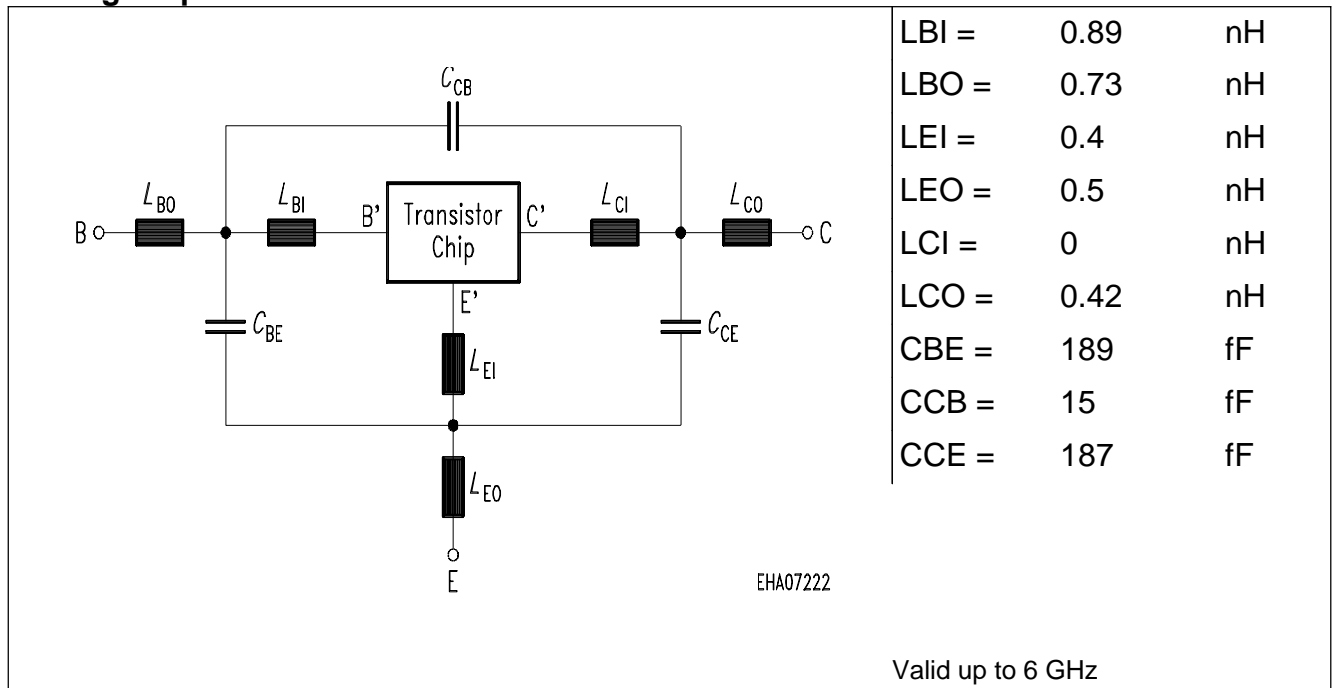 C_CB
L_BO L_BI B' Transistor Chip C' L_CI L_CO
B C
E'
C_BE C_CE
L_EI
L_EO
E
EHA07222
LBI = 0.89 nH
LBO = 0.73 nH
LEI = 0.4 nH
LEO = 0.5 nH
LCI = 0 nH
LCO = 0.42 nH
CBE = 189 fF
CCB = 15 fF
CCE = 187 fF
Valid up to 6 GHz